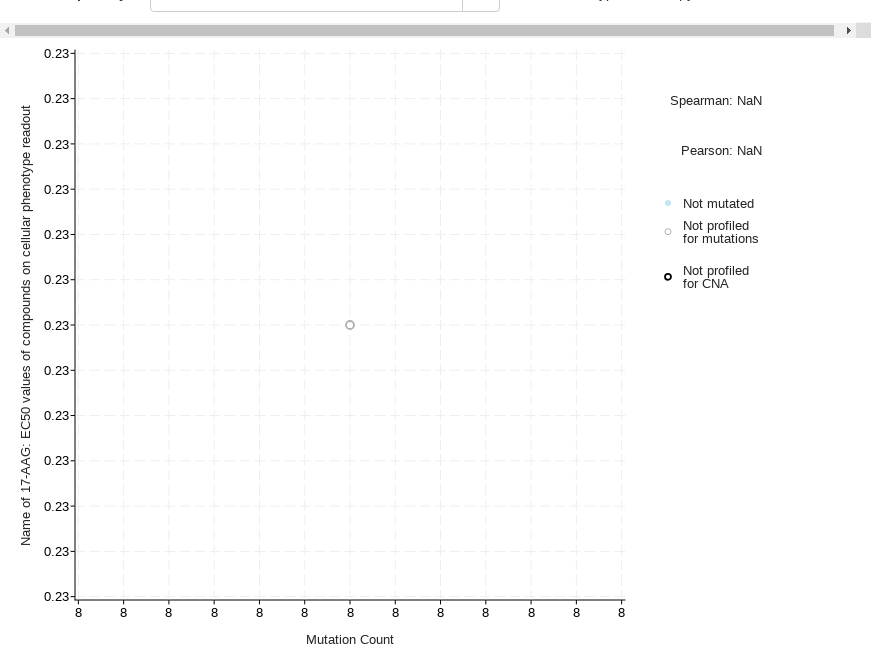 0.23
0.23
0.23
0.23
0.23
0.23
0.23
0.23
0.23
0.23
0.23
0.23
0.23
Name of 17-AAG: EC50 values of compounds on cellular phenotype readout
8 8 8 8 8 8 8 8 8 8 8 8 8
Mutation Count
Spearman: NaN
Pearson: NaN
Not mutated
Not profiled
for mutations
Not profiled
for CNA